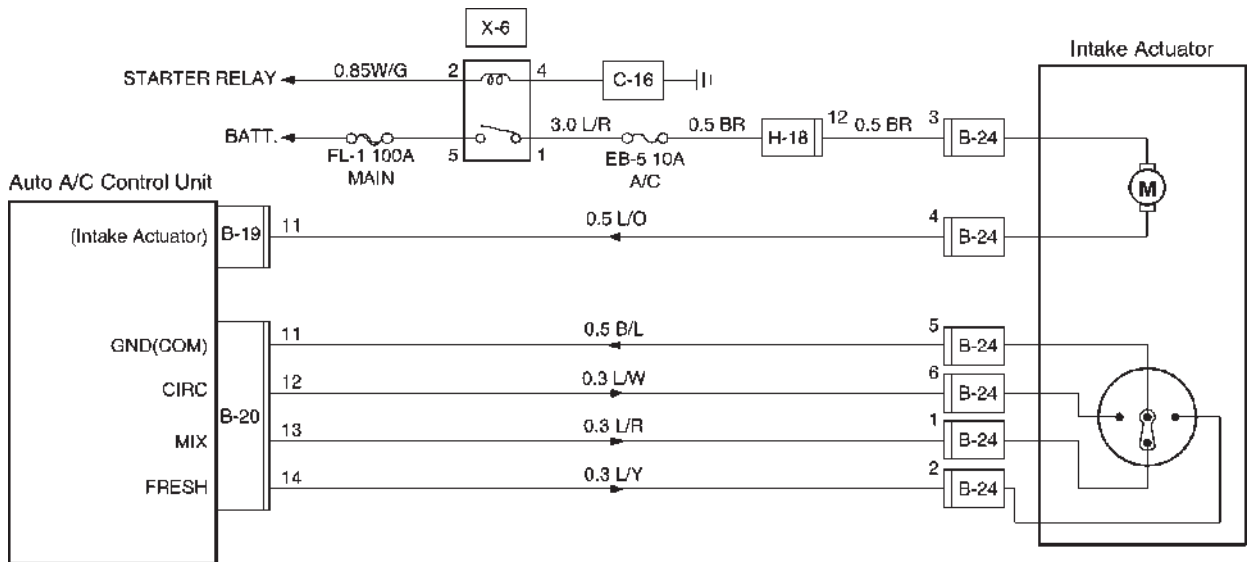 X-6
Intake Actuator
STARTER RELAY 0.85W/G 2 4 C-16
BATT. 5 1 3.0 L/R 0.5 BR H-18 12 0.5 BR 3 B-24
FL-1 100A EB-5 10A
MAIN A/C
M
Auto A/C Control Unit
(Intake Actuator) B-19 11 0.5 L/O 4 B-24
GND(COM) 11 0.5 B/L 5 B-24
CIRC 12 0.3 L/W 6 B-24
B-20
MIX 13 0.3 L/R 1 B-24
FRESH 14 0.3 L/Y 2 B-24